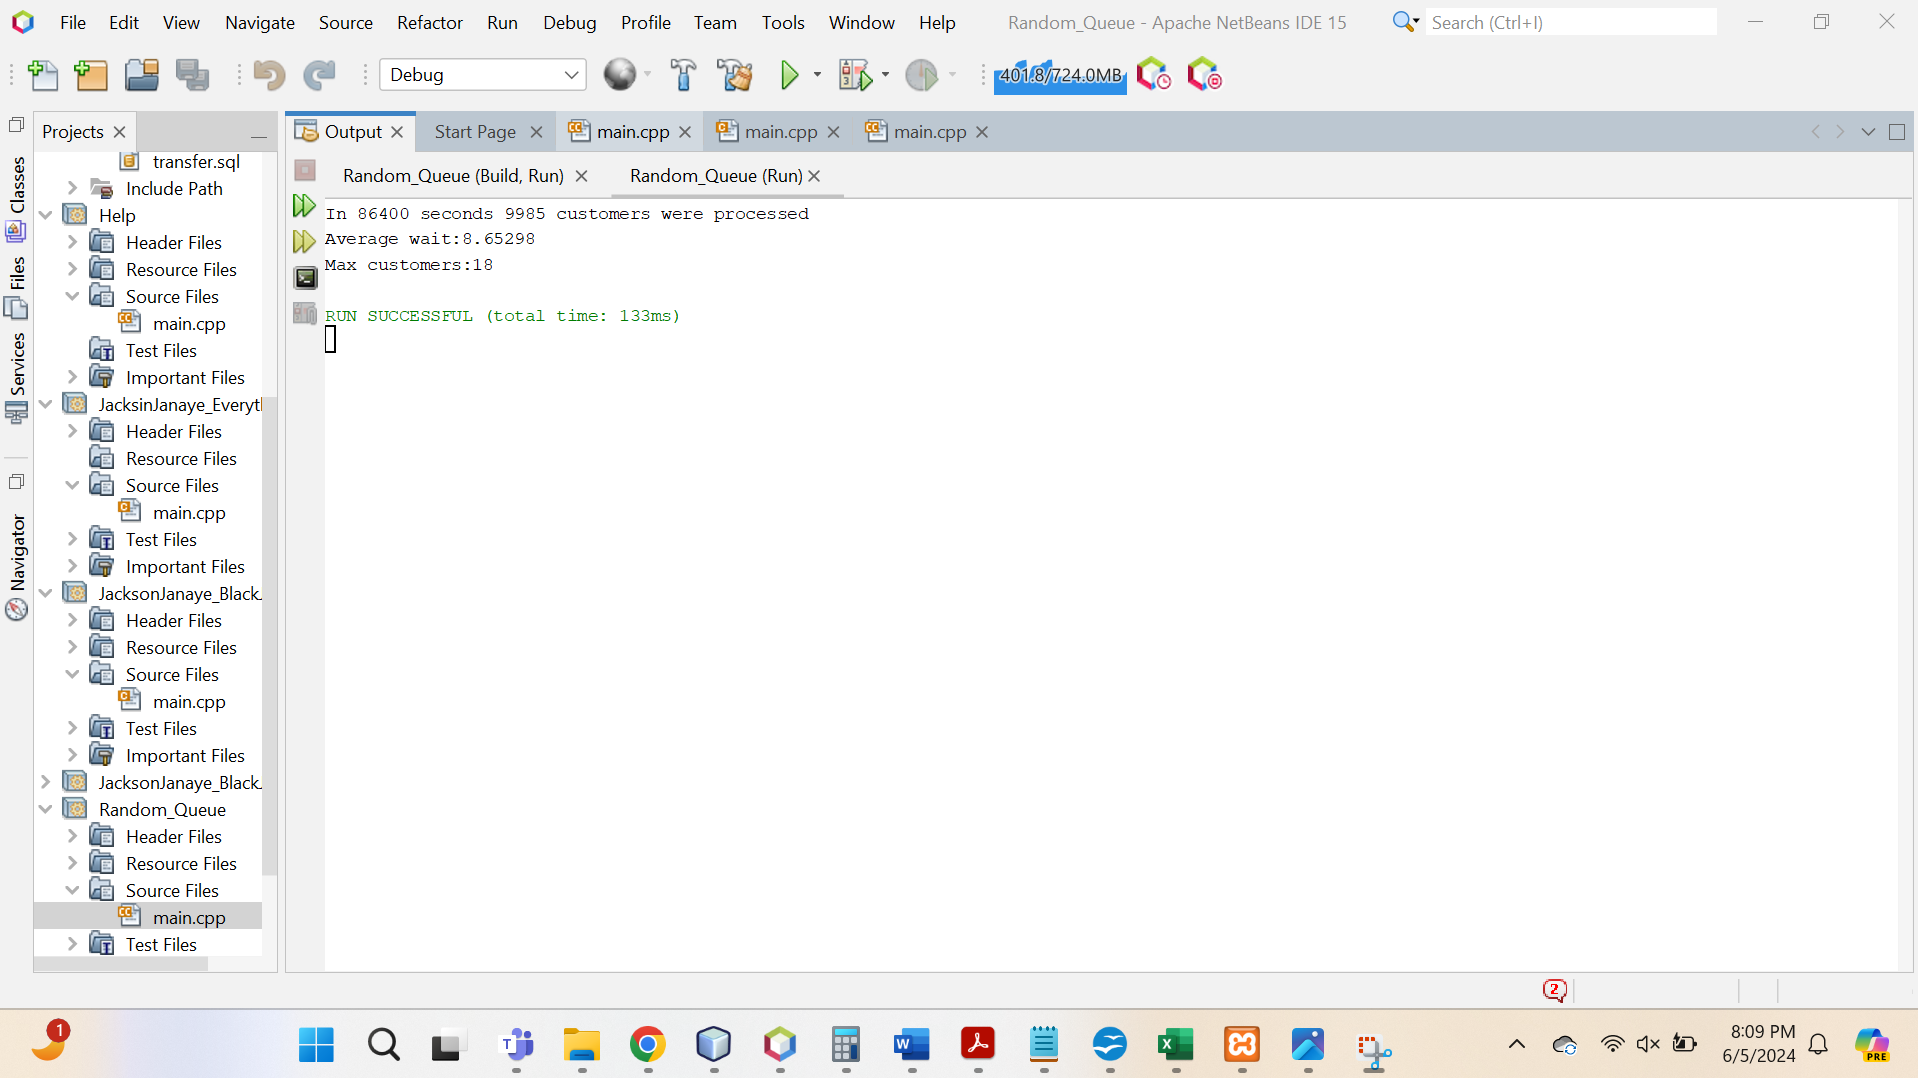 File Edit View Navigate Source Refactor Run Debug Profile Team Tools Window Help Random_Queue - Apache NetBeans IDE 15 Search (Ctrl+I)
Debug 401.8/724.0MB
Projects Output Start Page main.cpp main.cpp main.cpp
Random_Queue (Build, Run) Random_Queue (Run)
Classes
Files
Services
Navigator
transfer.sql
Include Path
Help
Header Files
Resource Files
Source Files
main.cpp
Test Files
Important Files
JacksinJanaye_Everyt
Header Files
Resource Files
Source Files
main.cpp
Test Files
Important Files
JacksonJanaye_Black
Header Files
Resource Files
Source Files
main.cpp
Test Files
Important Files
JacksonJanaye_Black
Random_Queue
Header Files
Resource Files
Source Files
main.cpp
Test Files
In 86400 seconds 9985 customers were processed
Average wait:8.65298
Max customers:18
RUN SUCCESSFUL (total time: 133ms)
2
1
8:09 PM
6/5/2024
PRE